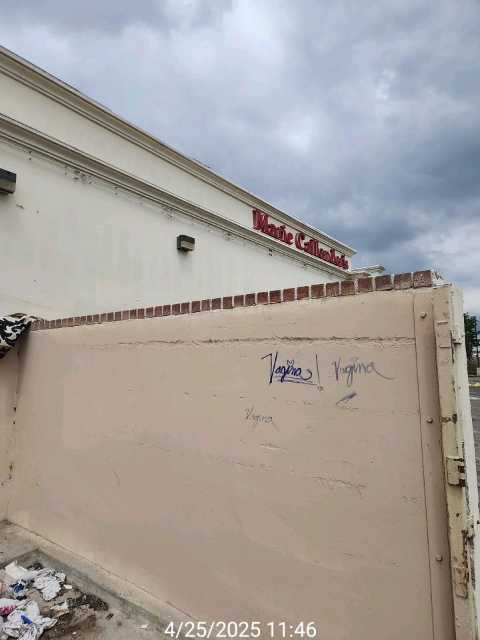 Marie Callender's
Vagina! Vagina
Vagina
4/25/2025 11:46